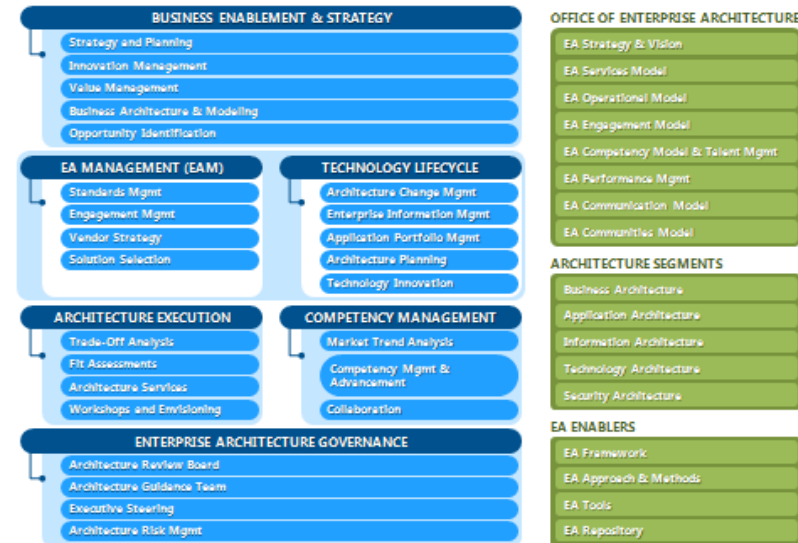 BUSINESS ENABLEMENT & STRATEGY
Strategy and Planning
Innovation Management
Value Management
Business Architecture & Modeling
Opportunity Identification
EA MANAGEMENT (EAM)
Standards Mgmt
Engagement Mgmt
Vendor Strategy
Solution Selection
TECHNOLOGY LIFECYCLE
Architecture Change Mgmt
Enterprise Information Mgmt
Application Portfolio Mgmt
Architecture Planning
Technology Innovation
ARCHITECTURE EXECUTION
Trade-Off Analysis
Fit Assessments
Architecture Services
Workshops and Envisioning
COMPETENCY MANAGEMENT
Market Trend Analysis
Competency Mgmt &
Advancement
Collaboration
ENTERPRISE ARCHITECTURE GOVERNANCE
Architecture Review Board
Architecture Guidance Team
Executive Steering
Architecture Risk Mgmt
OFFICE OF ENTERPRISE ARCHITECTURE
EA Strategy & Vision
EA Services Model
EA Operational Model
EA Engagement Model
EA Competency Model & Talent Mgmt
EA Performance Mgmt
EA Communication Model
EA Communities Model
ARCHITECTURE SEGMENTS
Business Architecture
Application Architecture
Information Architecture
Technology Architecture
Security Architecture
EA ENABLERS
EA Framework
EA Approach & Methods
EA Tools
EA Repository